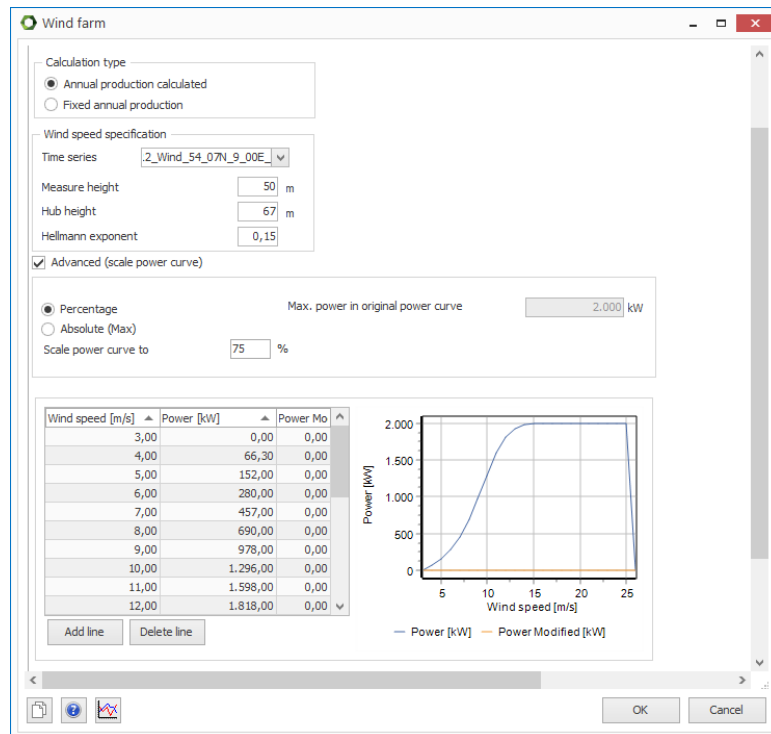 Wind farm
Calculation type
Annual production calculated
Fixed annual production
Wind speed specification
Time series .2_Wind_54_07N_9_00E_
Measure height 50 m
Hub height 67 m
Hellmann exponent 0,15
Advanced (scale power curve)
Percentage Max. power in original power curve 2.000 kW
Absolute (Max)
Scale power curve to 75 %
Wind speed [m/s] Power [kW] Power Mo
3,00 0,00 0,00
4,00 66,30 0,00
5,00 152,00 0,00
6,00 280,00 0,00
7,00 457,00 0,00
8,00 690,00 0,00
9,00 978,00 0,00
10,00 1.296,00 0,00
11,00 1.598,00 0,00
12,00 1.818,00 0,00
Add line Delete line
Power [kW]
2.000
1.500
1.000
500
0
5 10 15 20 25
Wind speed [m/s]
Power [kW] Power Modified [kW]
OK Cancel